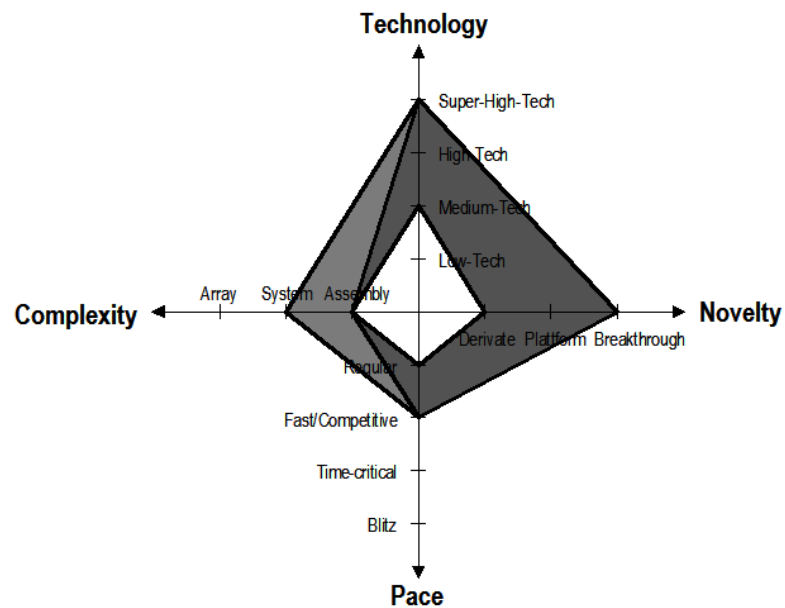 Technology
Super-High-Tech
High-Tech
Medium-Tech
Low-Tech
Array System Assembly
Complexity
Novelty
Derivate Plattform Breakthrough
Regular
Fast/Competitive
Time-critical
Blitz
Pace